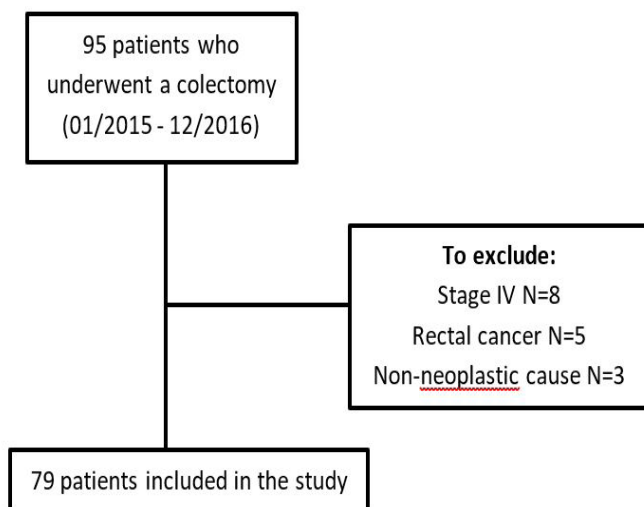 95 patients who
underwent a colectomy
(01/2015 - 12/2016)
To exclude:
Stage IV N=8
Rectal cancer N=5
Non-neoplastic cause N=3
79 patients included in the study